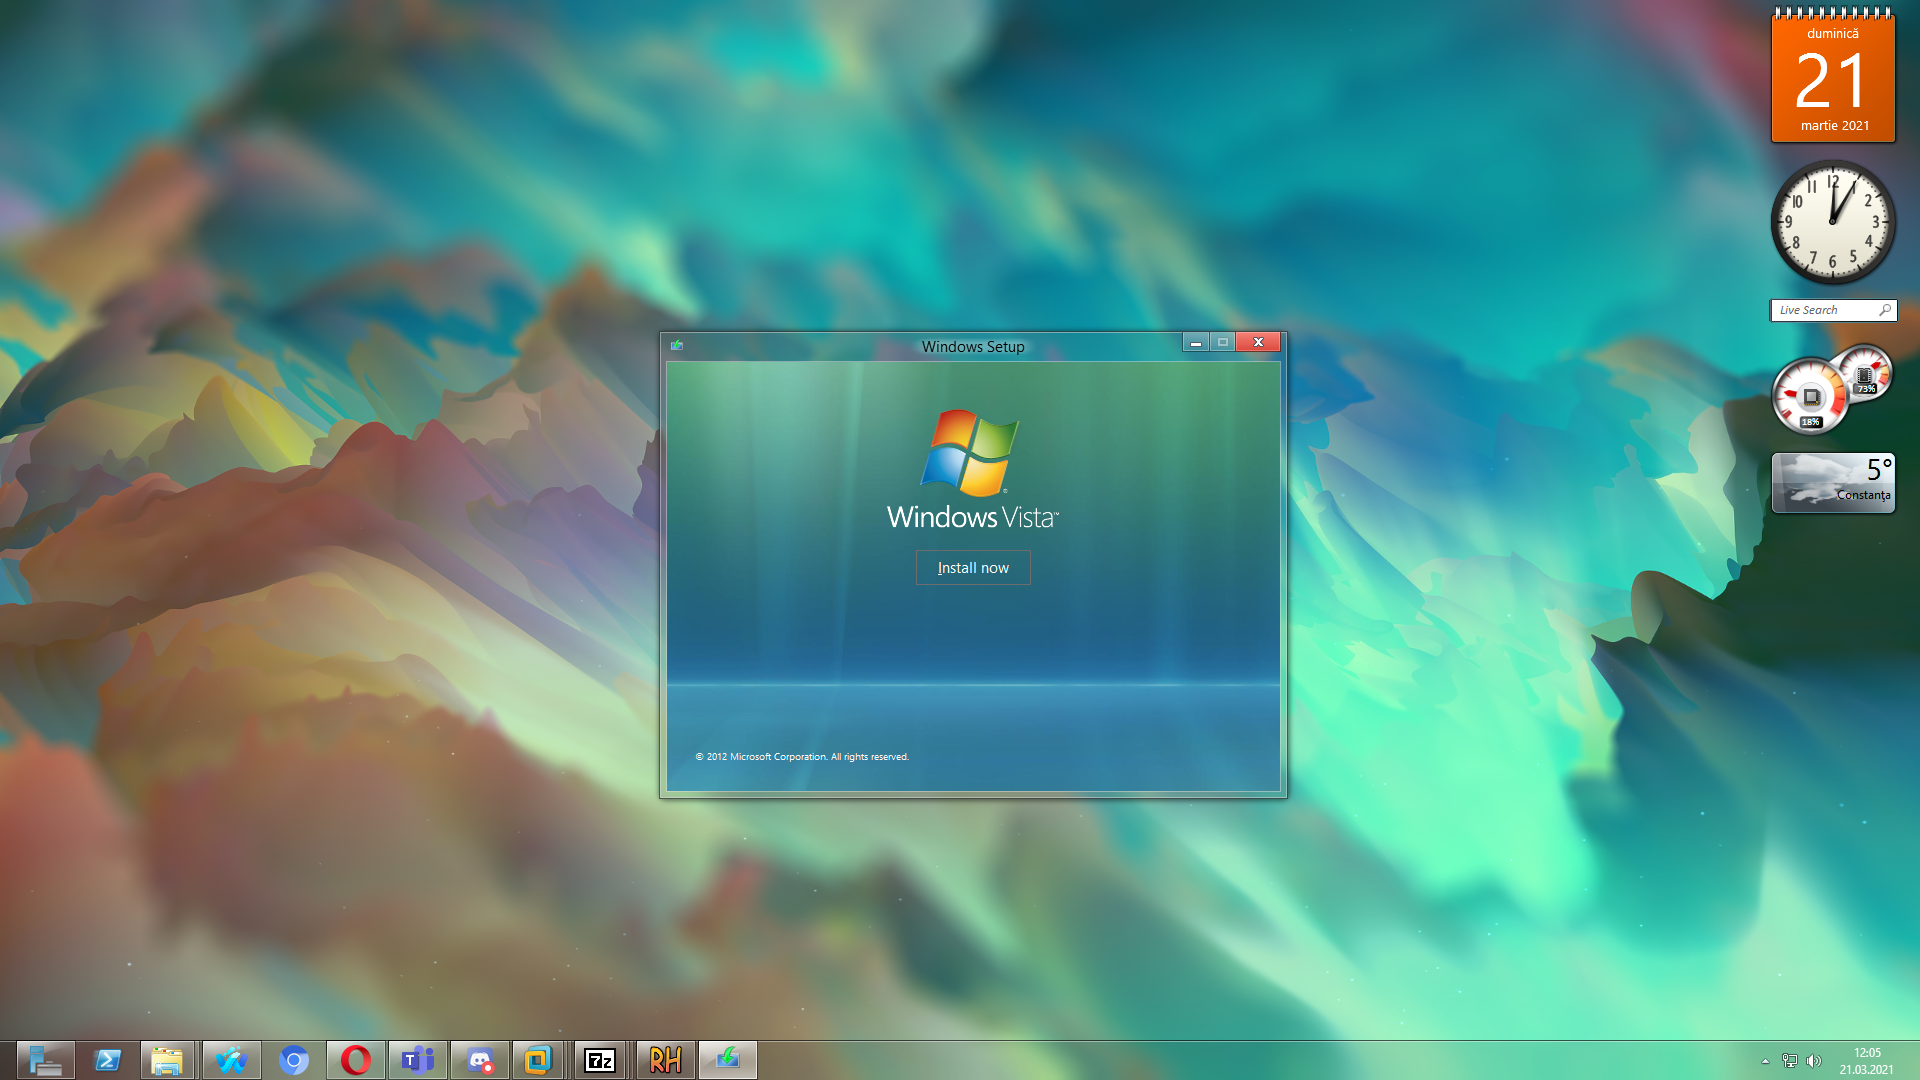 duminică
21
martie 2021
11 12 1
10 2
9 3
8 4
7 6 5
Live Search
73%
18%
5°
Constanţa
Windows Setup
Windows Vista™
Install now
© 2012 Microsoft Corporation. All rights reserved.
T
7z
RH
12:05
21.03.2021